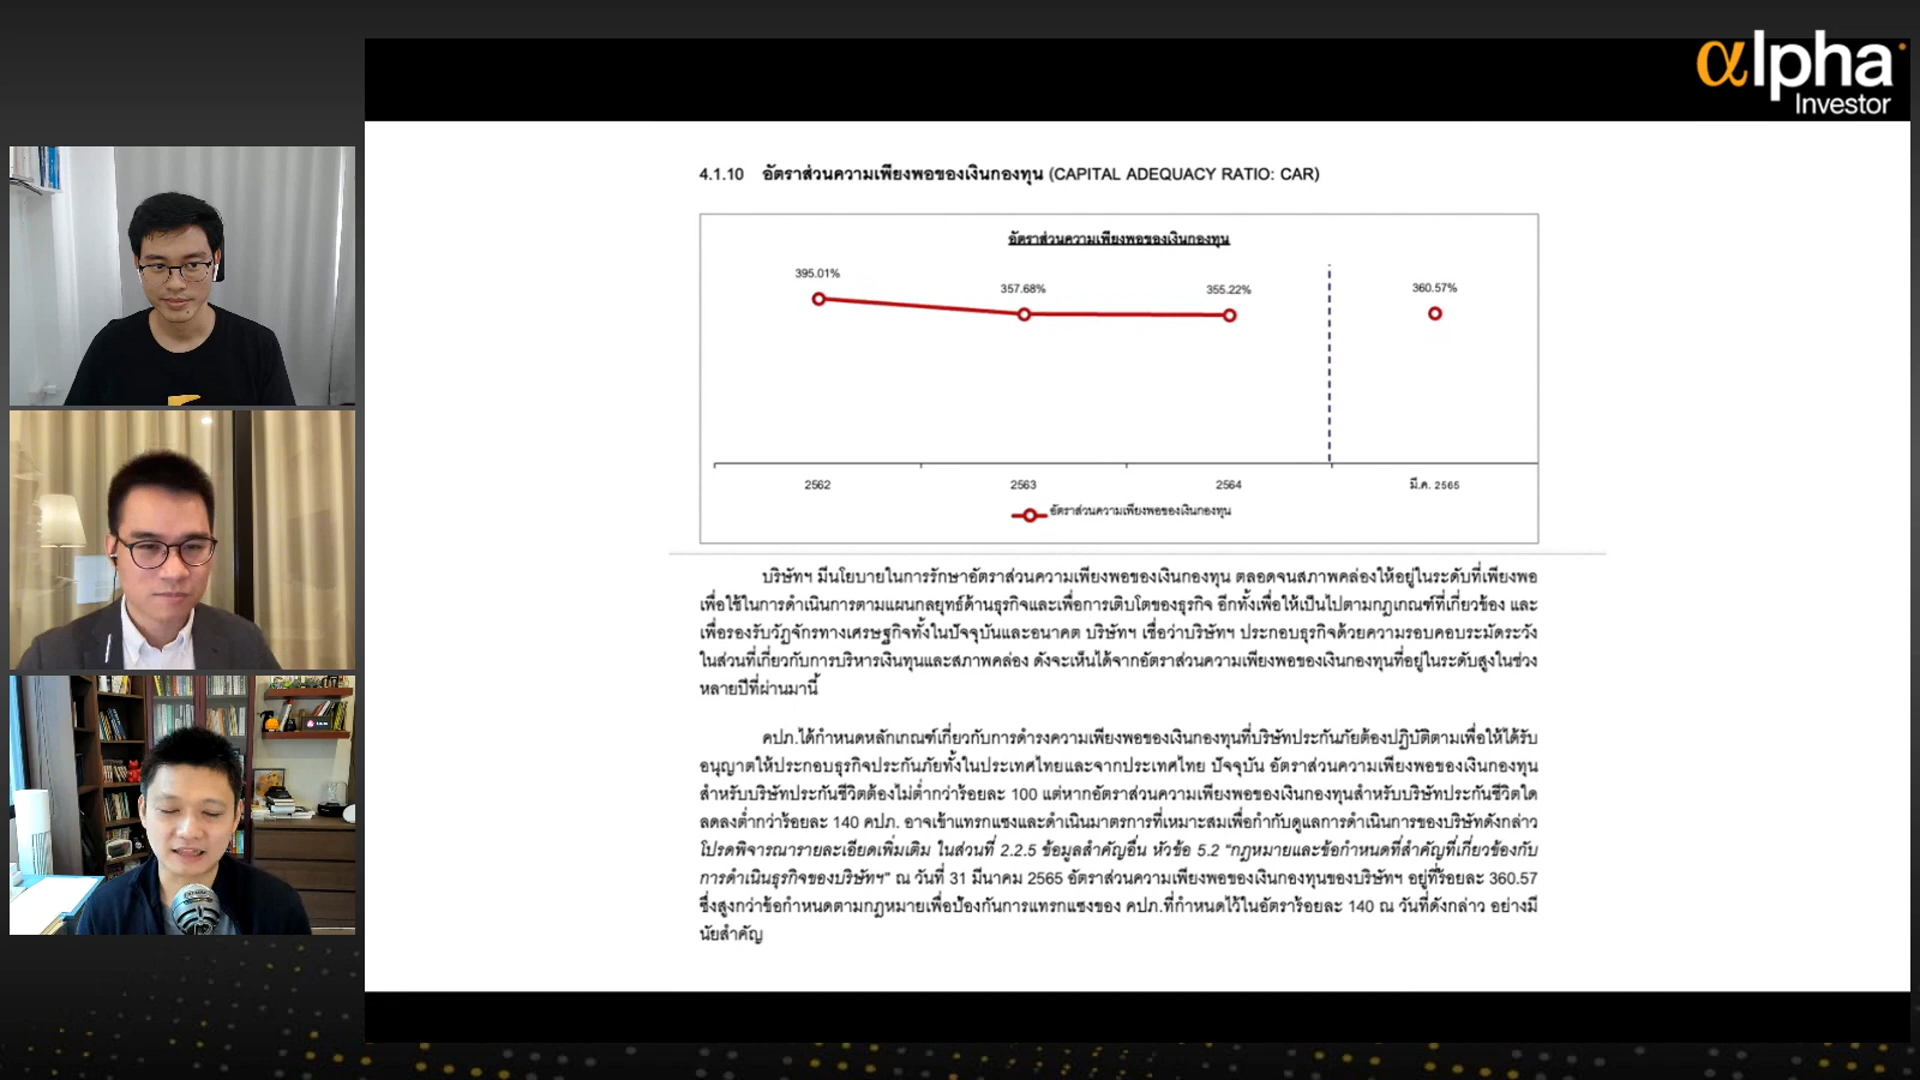 αlpha
Investor
4.1.10 อัตราส่วนความเพียงพอของเงินกองทุน (CAPITAL ADEQUACY RATIO: CAR)
อัตราส่วนความเพียงพอของเงินกองทุน
395.01%
357.68%
355.22%
360.57%
2562
2563
2564
มี.ค. 2565
อัตราส่วนความเพียงพอของเงินกองทุน
บริษัทฯ มีนโยบายในการรักษาอัตราส่วนความเพียงพอของเงินกองทุน ตลอดจนสภาพคล่องให้อยู่ในระดับที่เพียงพอ
เพื่อใช้ในการดำเนินการตามแผนกลยุทธ์ด้านธุรกิจและเพื่อการเติบโตของธุรกิจ อีกทั้งเพื่อให้เป็นไปตามกฎเกณฑ์ที่เกี่ยวข้อง และ
เพื่อรองรับวัฏจักรทางเศรษฐกิจทั้งในปัจจุบันและอนาคต บริษัทฯ เชื่อว่าบริษัทฯ ประกอบธุรกิจด้วยความรอบคอบระมัดระวัง
ในส่วนที่เกี่ยวกับการบริหารเงินทุนและสภาพคล่อง ดังจะเห็นได้จากอัตราส่วนความเพียงพอของเงินกองทุนที่อยู่ในระดับสูงในช่วง
หลายปีที่ผ่านมานี้
คปภ.ได้กำหนดหลักเกณฑ์เกี่ยวกับการดำรงความเพียงพอของเงินกองทุนที่บริษัทประกันภัยต้องปฏิบัติตามเพื่อให้ได้รับ
อนุญาตให้ประกอบธุรกิจประกันภัยทั้งในประเทศไทยและจากประเทศไทย ปัจจุบัน อัตราส่วนความเพียงพอของเงินกองทุน
สำหรับบริษัทประกันชีวิตต้องไม่ต่ำกว่าร้อยละ 100 แต่หากอัตราส่วนความเพียงพอของเงินกองทุนสำหรับบริษัทประกันชีวิตใด
ลดลงต่ำกว่าร้อยละ 140 คปภ. อาจเข้าแทรกแซงและดำเนินมาตรการที่เหมาะสมเพื่อกำกับดูแลการดำเนินการของบริษัทดังกล่าว
โปรดพิจารณารายละเอียดเพิ่มเติม ในส่วนที่ 2.2.5 ข้อมูลสำคัญอื่น หัวข้อ 5.2 "กฎหมายและข้อกำหนดที่สำคัญที่เกี่ยวข้องกับ
การดำเนินธุรกิจของบริษัทฯ" ณ วันที่ 31 มีนาคม 2565 อัตราส่วนความเพียงพอของเงินกองทุนของบริษัทฯ อยู่ที่ร้อยละ 360.57
ซึ่งสูงกว่าข้อกำหนดตามกฎหมายเพื่อป้องกันการแทรกแซงของ คปภ.ที่กำหนดไว้ในอัตราร้อยละ 140 ณ วันที่ดังกล่าว อย่างมี
นัยสำคัญ